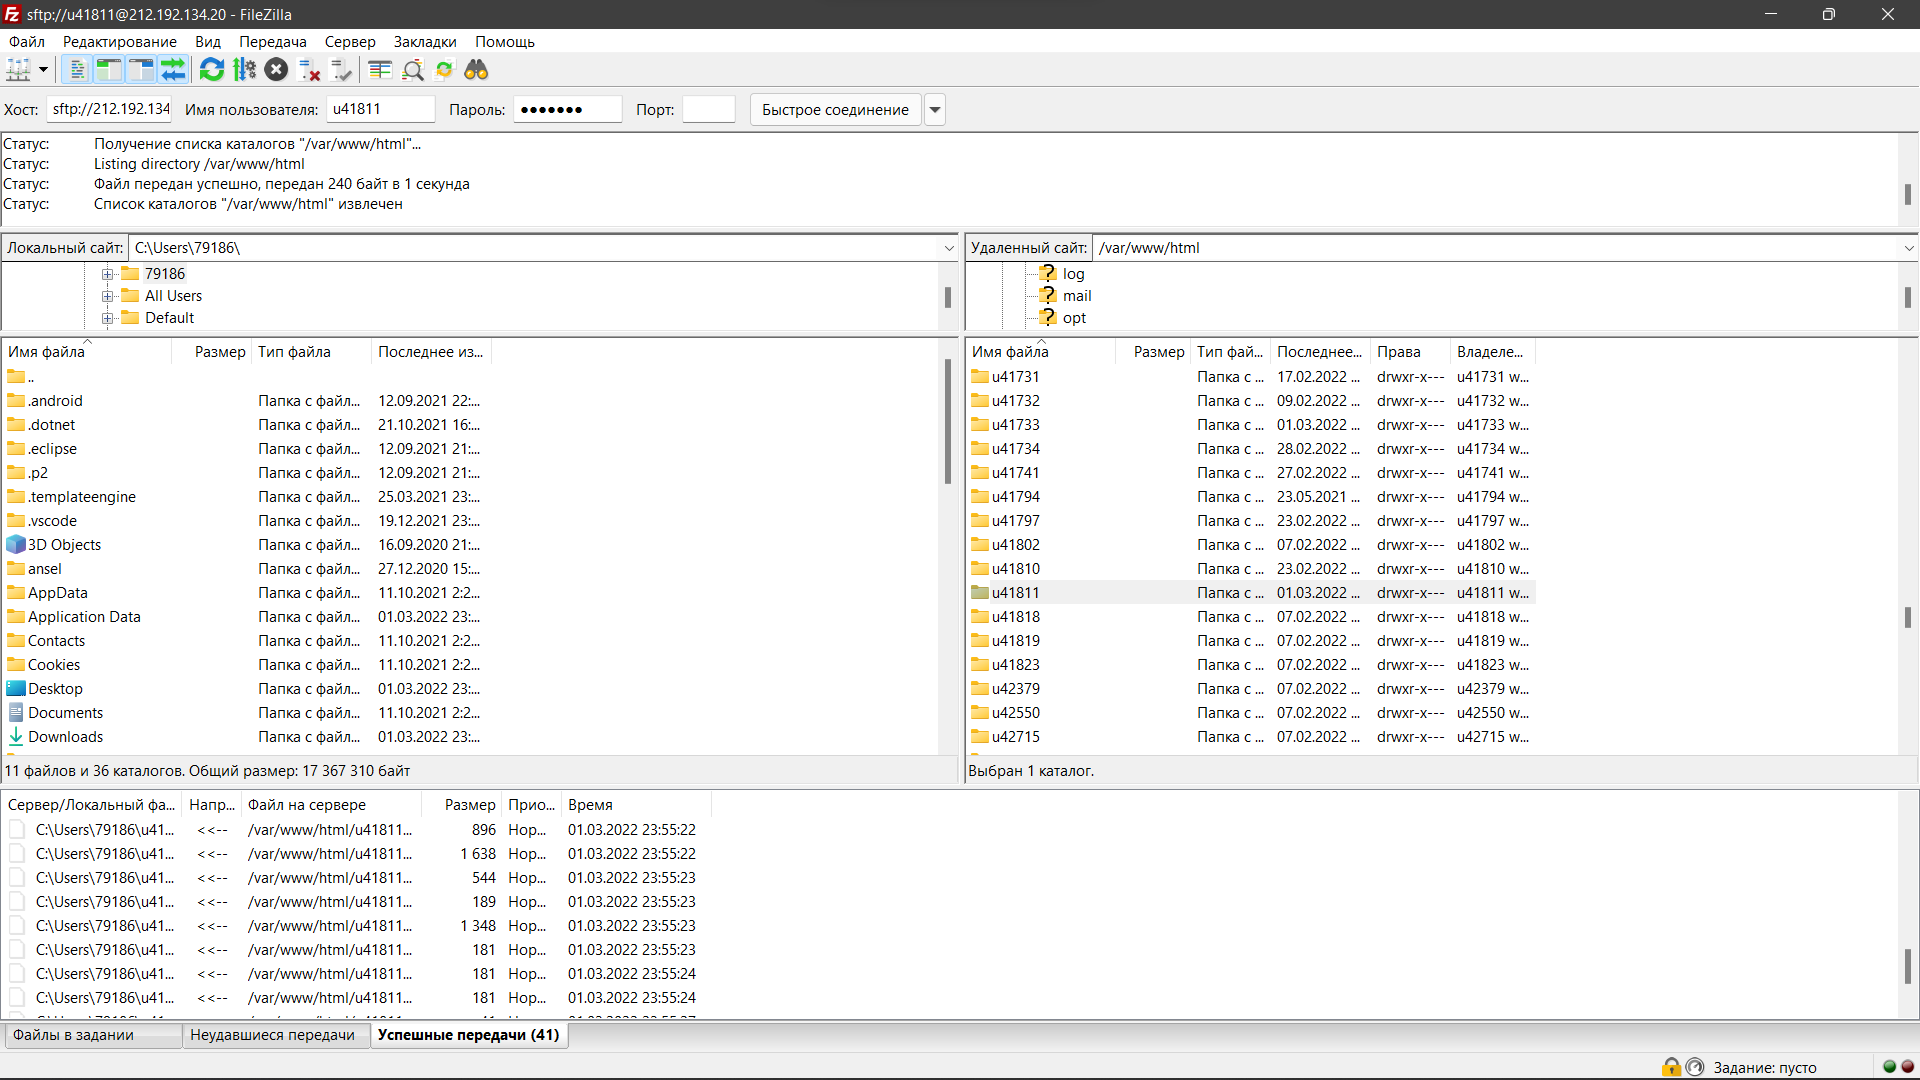 sftp://u41811@212.192.134.20 - FileZilla
Файл Редактирование Вид Передача Сервер Закладки Помощь
Хост: sftp://212.192.134 Имя пользователя: u41811 Пароль: ●●●●●●● Порт: Быстрое соединение
Статус: Получение списка каталогов "/var/www/html"...
Статус: Listing directory /var/www/html
Статус: Файл передан успешно, передан 240 байт в 1 секунда
Статус: Список каталогов "/var/www/html" извлечен
Локальный сайт: C:\Users\79186\
79186
All Users
Default
Имя файла Размер Тип файла Последнее из...
..
.android Папка с файл... 12.09.2021 22:...
.dotnet Папка с файл... 21.10.2021 16:...
.eclipse Папка с файл... 12.09.2021 21:...
.p2 Папка с файл... 12.09.2021 21:...
.templateengine Папка с файл... 25.03.2021 23:...
.vscode Папка с файл... 19.12.2021 23:...
3D Objects Папка с файл... 16.09.2020 21:...
ansel Папка с файл... 27.12.2020 15:...
AppData Папка с файл... 11.10.2021 2:2...
Application Data Папка с файл... 01.03.2022 23:...
Contacts Папка с файл... 11.10.2021 2:2...
Cookies Папка с файл... 11.10.2021 2:2...
Desktop Папка с файл... 01.03.2022 23:...
Documents Папка с файл... 11.10.2021 2:2...
Downloads Папка с файл... 01.03.2022 23:...
11 файлов и 36 каталогов. Общий размер: 17 367 310 байт
Удаленный сайт: /var/www/html
log
mail
opt
Имя файла Размер Тип фай... Последнее... Права Владеле...
u41731 Папка с ... 17.02.2022 ... drwxr-x--- u41731 w...
u41732 Папка с ... 09.02.2022 ... drwxr-x--- u41732 w...
u41733 Папка с ... 01.03.2022 ... drwxr-x--- u41733 w...
u41734 Папка с ... 28.02.2022 ... drwxr-x--- u41734 w...
u41741 Папка с ... 27.02.2022 ... drwxr-x--- u41741 w...
u41794 Папка с ... 23.05.2021 ... drwxr-x--- u41794 w...
u41797 Папка с ... 23.02.2022 ... drwxr-x--- u41797 w...
u41802 Папка с ... 07.02.2022 ... drwxr-x--- u41802 w...
u41810 Папка с ... 23.02.2022 ... drwxr-x--- u41810 w...
u41811 Папка с ... 01.03.2022 ... drwxr-x--- u41811 w...
u41818 Папка с ... 07.02.2022 ... drwxr-x--- u41818 w...
u41819 Папка с ... 07.02.2022 ... drwxr-x--- u41819 w...
u41823 Папка с ... 07.02.2022 ... drwxr-x--- u41823 w...
u42379 Папка с ... 07.02.2022 ... drwxr-x--- u42379 w...
u42550 Папка с ... 07.02.2022 ... drwxr-x--- u42550 w...
u42715 Папка с ... 07.02.2022 ... drwxr-x--- u42715 w...
Выбран 1 каталог.
Сервер/Локальный фа... Напр... Файл на сервере Размер Прио... Время
C:\Users\79186\u41... <<-- /var/www/html/u41811... 896 Нор... 01.03.2022 23:55:22
C:\Users\79186\u41... <<-- /var/www/html/u41811... 1 638 Нор... 01.03.2022 23:55:22
C:\Users\79186\u41... <<-- /var/www/html/u41811... 544 Нор... 01.03.2022 23:55:23
C:\Users\79186\u41... <<-- /var/www/html/u41811... 189 Нор... 01.03.2022 23:55:23
C:\Users\79186\u41... <<-- /var/www/html/u41811... 1 348 Нор... 01.03.2022 23:55:23
C:\Users\79186\u41... <<-- /var/www/html/u41811... 181 Нор... 01.03.2022 23:55:23
C:\Users\79186\u41... <<-- /var/www/html/u41811... 181 Нор... 01.03.2022 23:55:24
C:\Users\79186\u41... <<-- /var/www/html/u41811... 181 Нор... 01.03.2022 23:55:24
Файлы в задании Неудавшиеся передачи Успешные передачи (41)
Задание: пусто